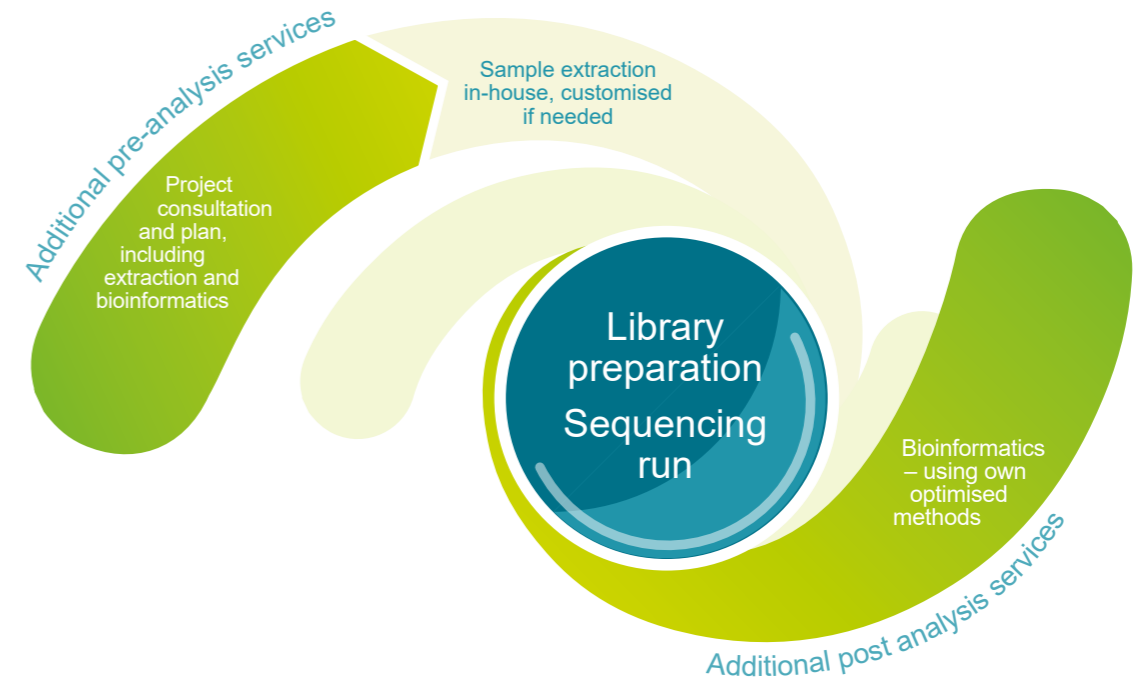 Additional pre-analysis services
Project
consultation
and plan,
including
extraction and
bioinformatics
Sample extraction
in-house, customised
if needed
Library
preparation
Sequencing
run
Bioinformatics
– using own
optimised
methods
Additional post analysis services